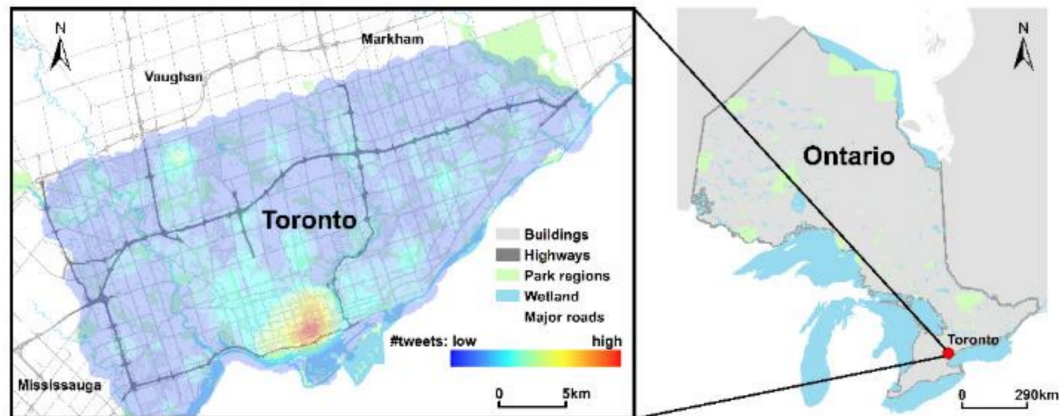 N
Markham
Vaughan
Toronto
Buildings
Highways
Park regions
Wetland
Major roads
#tweets: low high
Mississauga
0 5km
N
Ontario
Toronto
0 290km